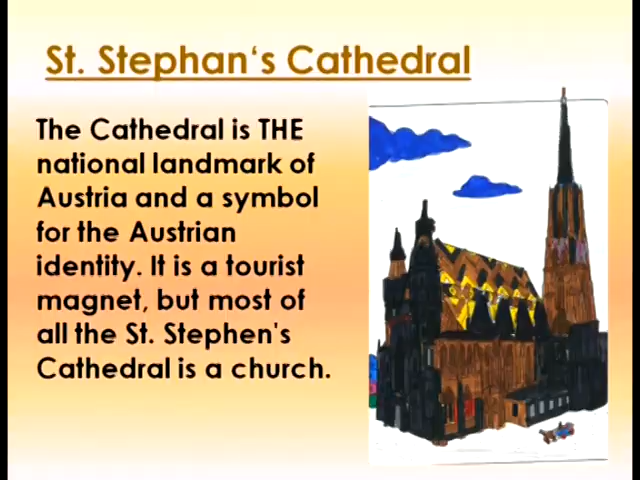 St. Stephan‘s Cathedral
The Cathedral is THE
national landmark of
Austria and a symbol
for the Austrian
identity. It is a tourist
magnet, but most of
all the St. Stephen's
Cathedral is a church.